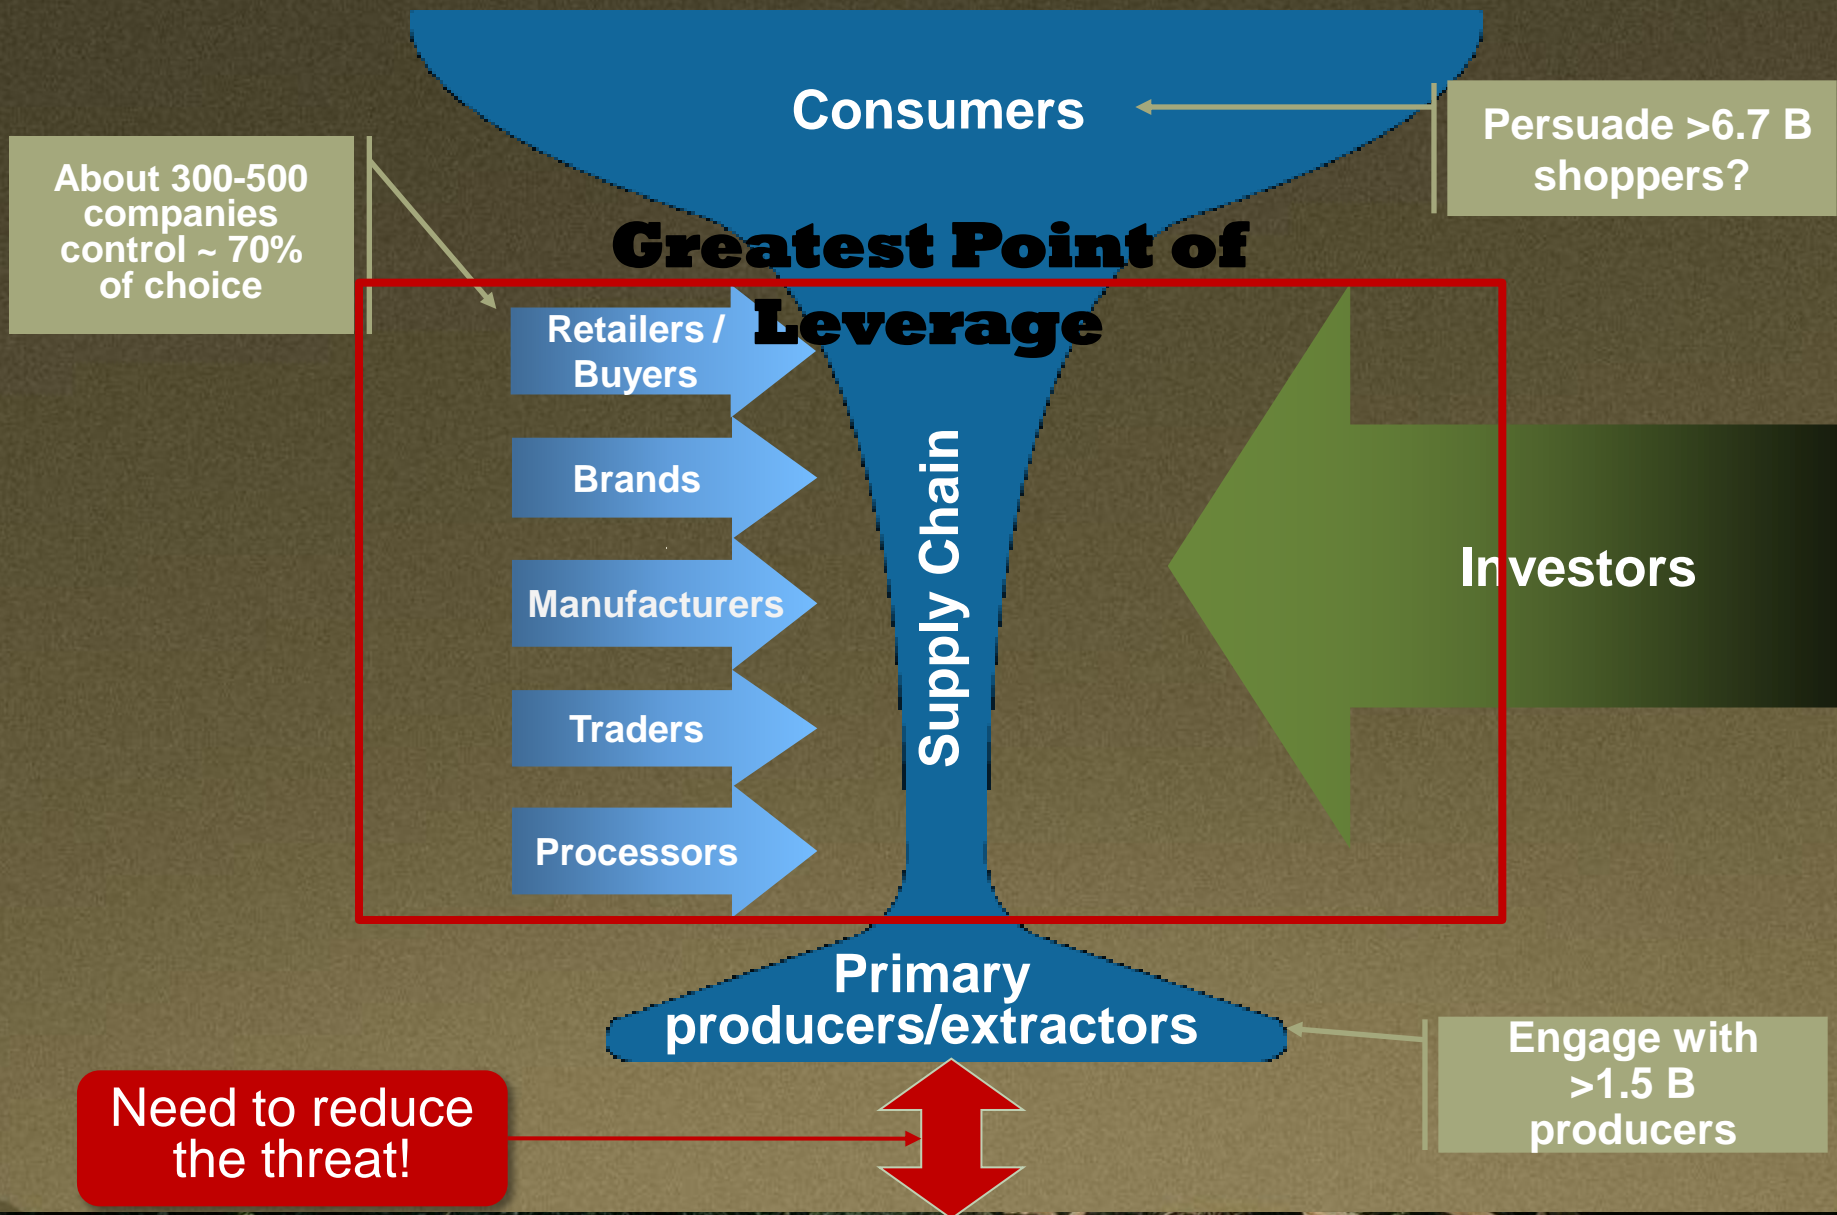 Consumers
Persuade >6.7 B
shoppers?
About 300-500
companies
control ~ 70%
of choice
Greatest Point of
Leverage
Retailers /
Buyers
Brands
Manufacturers
Traders
Processors
Supply Chain
Investors
Primary
producers/extractors
Engage with
>1.5 B
producers
Need to reduce
the threat!